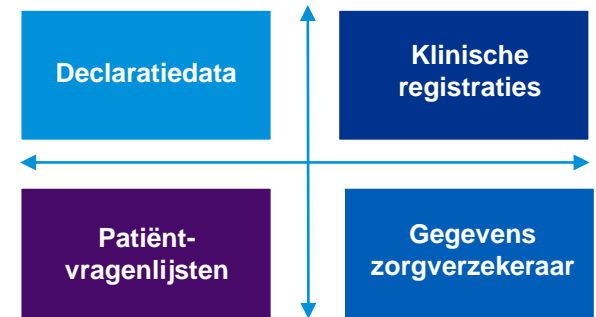 Declaratiedata
Klinische
registraties
Patiënt-
vragenlijsten
Gegevens
zorgverzekeraar